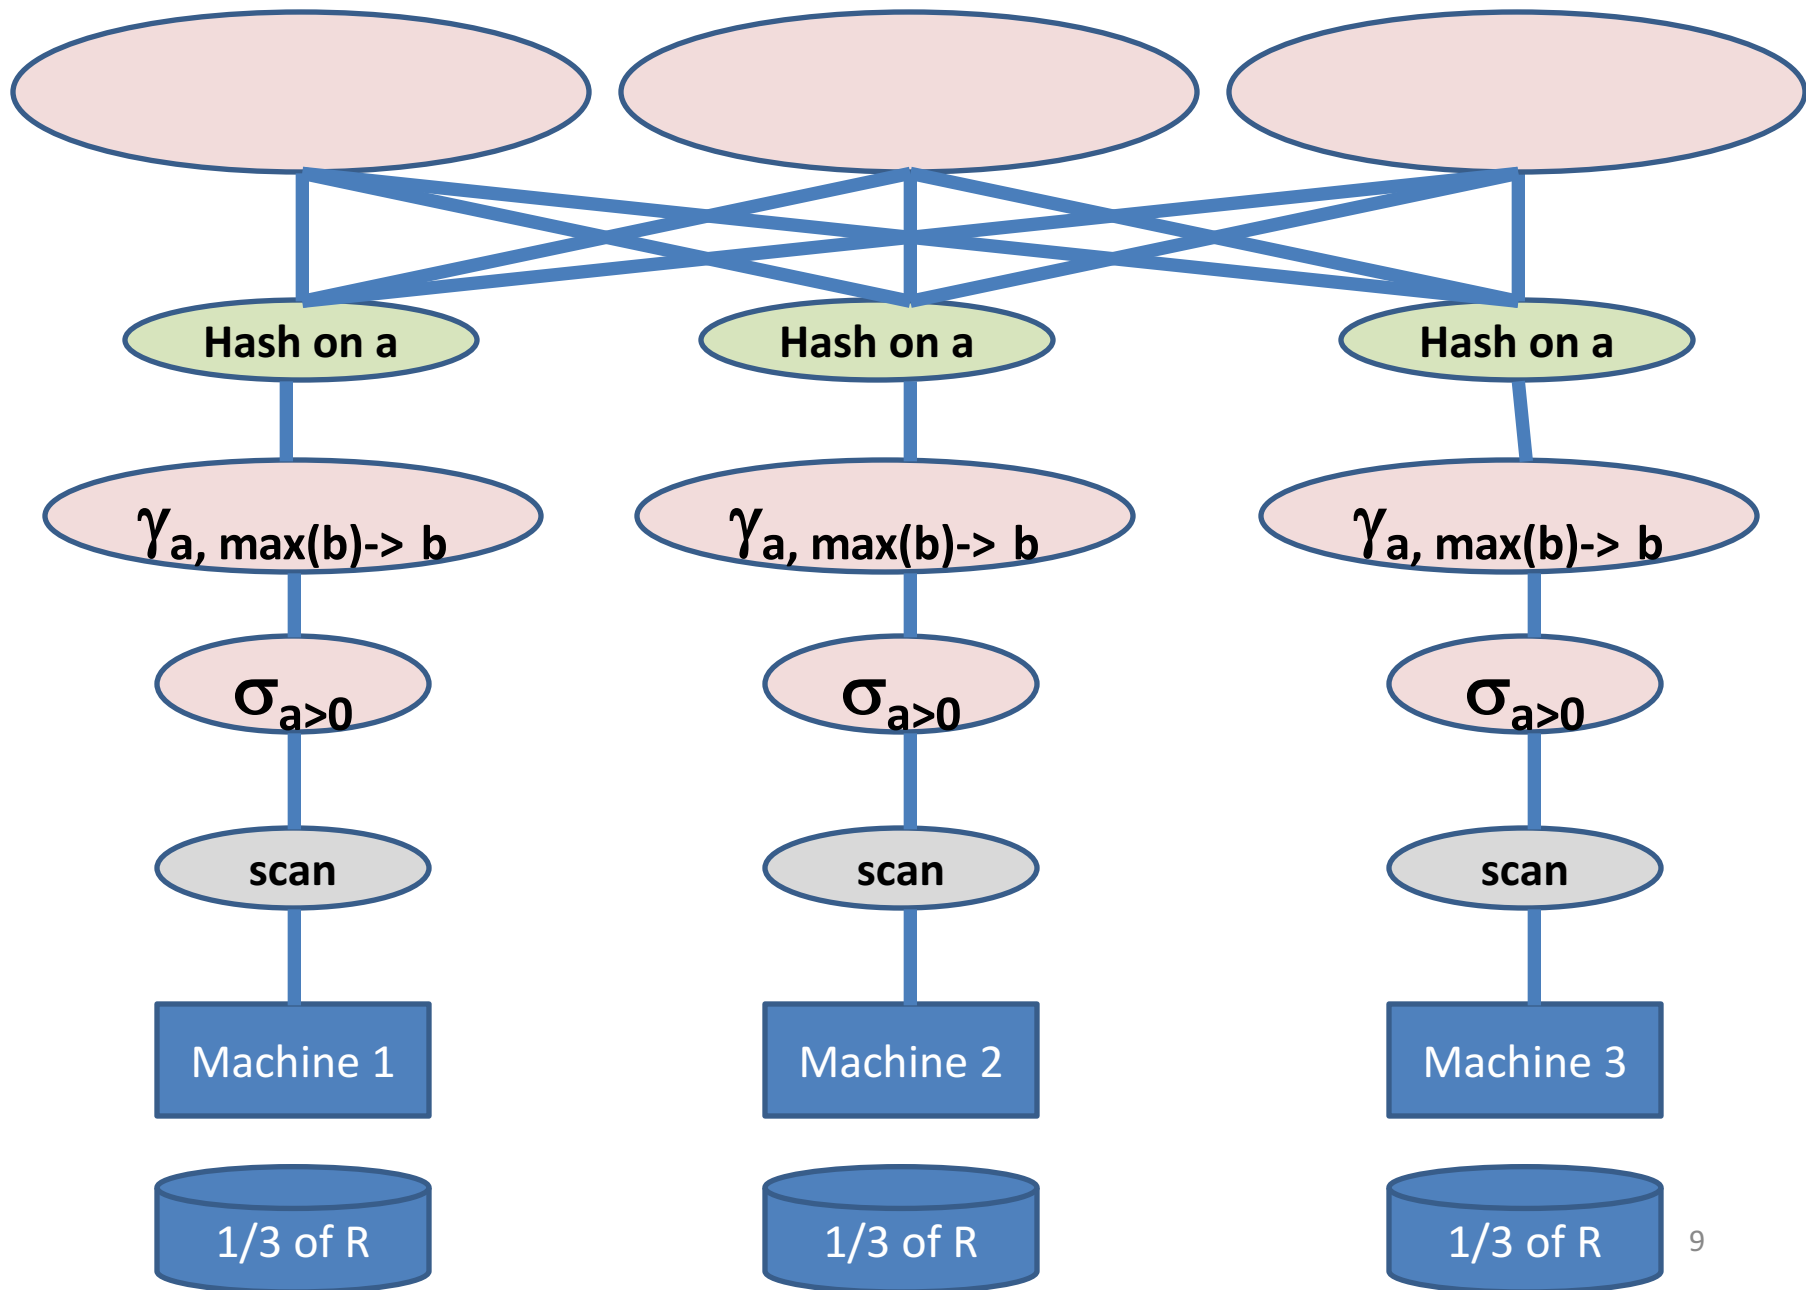 Hash on a Hash on a Hash on a
γa, max(b)-> b γa, max(b)-> b γa, max(b)-> b
σa>0 σa>0 σa>0
scan scan scan
Machine 1 Machine 2 Machine 3
1/3 of R 1/3 of R 1/3 of R 9